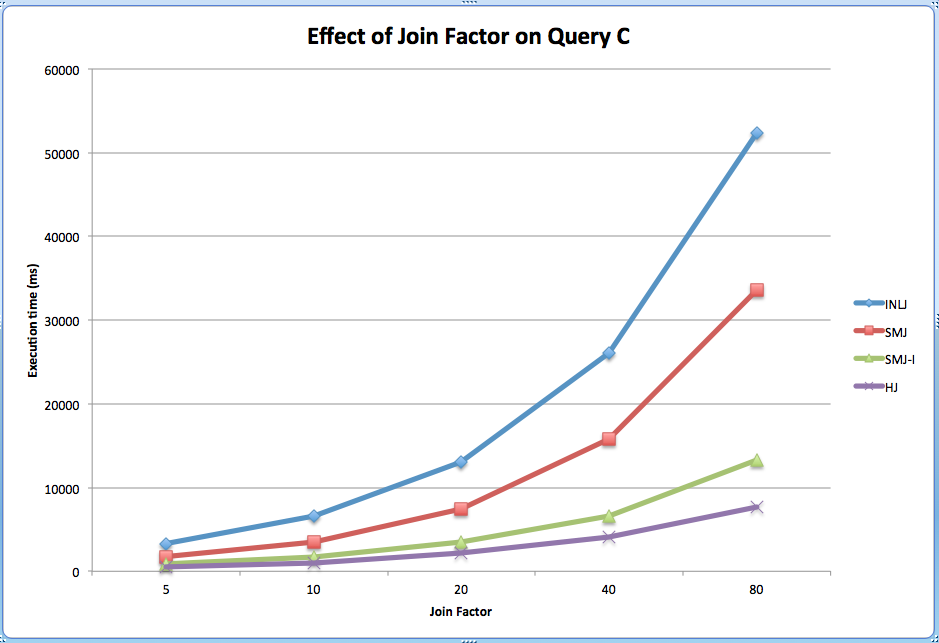 Effect of Join Factor on Query C
60000
50000
40000
30000
20000
10000
0
Execution time (ms)
5 10 20 40 80
Join Factor
INLJ
SMJ
SMJ-I
HJ